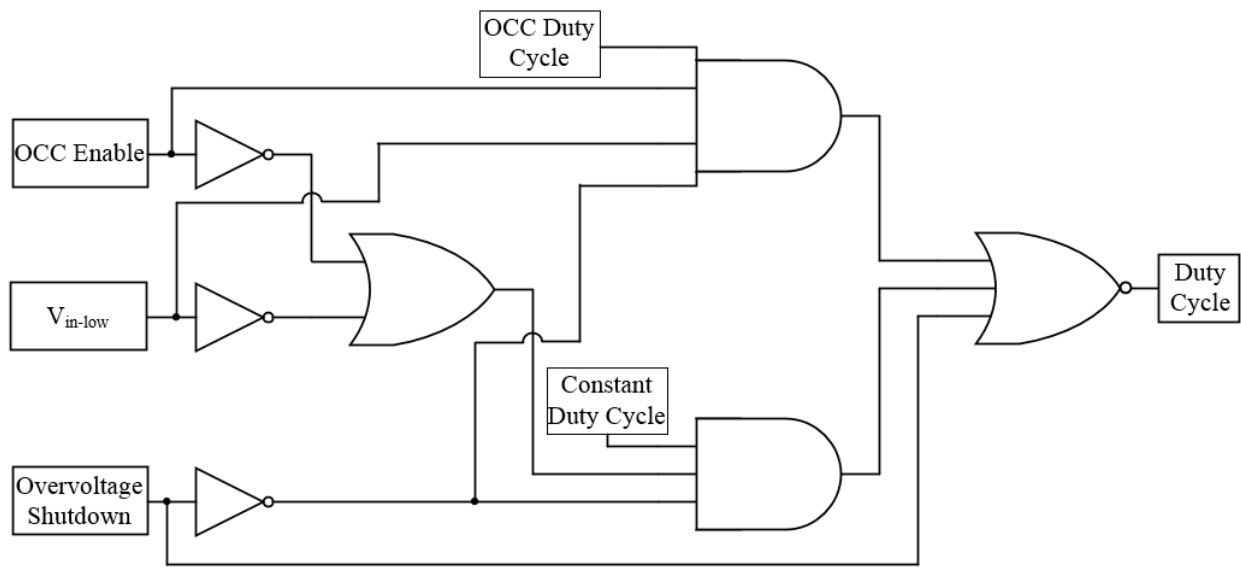 OCC Duty
Cycle
OCC Enable
Vin-low
Constant
Duty Cycle
Duty
Cycle
Overvoltage
Shutdown